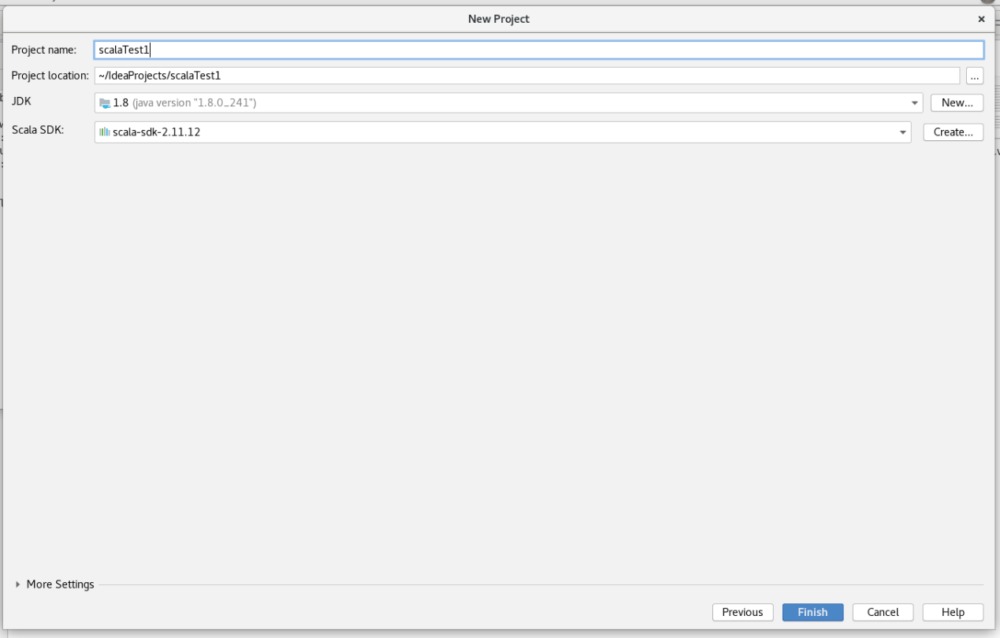 New Project
Project name: scalaTest1
Project location: ~/IdeaProjects/scalaTest1 ...
JDK 1.8 (java version "1.8.0_241") New...
Scala SDK: scala-sdk-2.11.12 Create...
More Settings
Previous Finish Cancel Help